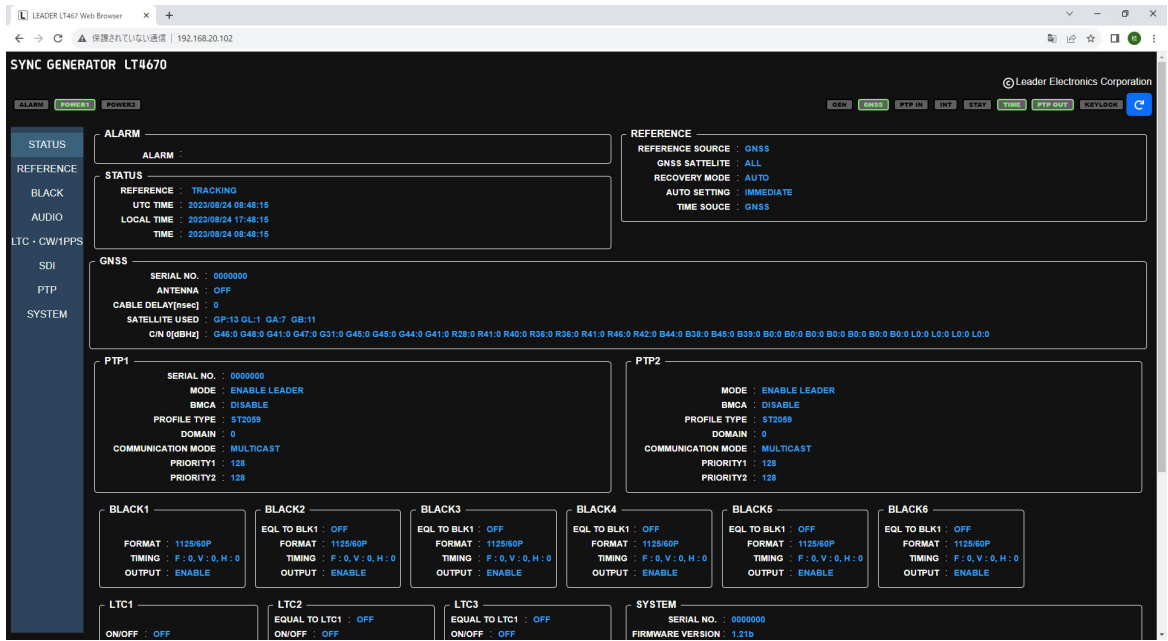 LEADER LT467 Web Browser
保護されていない通信 | 192.168.20.102
SYNC GENERATOR LT4670
©Leader Electronics Corporation
ALARM POWER1 POWER2 GEN GNSS PTP IN INT STAY TIME PTP OUT KEYLOCK
STATUS
REFERENCE
BLACK
AUDIO
LTC・CW/1PPS
SDI
PTP
SYSTEM
ALARM
ALARM :
REFERENCE
REFERENCE SOURCE : GNSS
GNSS SATTELITE : ALL
RECOVERY MODE : AUTO
AUTO SETTING : IMMEDIATE
TIME SOUCE : GNSS
STATUS
REFERENCE : TRACKING
UTC TIME : 2023/08/24 08:48:15
LOCAL TIME : 2023/08/24 17:48:15
TIME : 2023/08/24 08:48:15
GNSS
SERIAL NO. : 0000000
ANTENNA : OFF
CABLE DELAY[nsec] : 0
SATELLITE USED : GP:13 GL:1 GA:7 GB:11
C/N 0[dBHz] : G46:0 G48:0 G41:0 G47:0 G31:0 G45:0 G45:0 G44:0 G41:0 R28:0 R41:0 R40:0 R36:0 R36:0 R41:0 R46:0 R42:0 B44:0 B38:0 B45:0 B39:0 B0:0 B0:0 B0:0 B0:0 B0:0 B0:0 B0:0 L0:0 L0:0 L0:0 L0:0
PTP1
SERIAL NO. : 0000000
MODE : ENABLE LEADER
BMCA : DISABLE
PROFILE TYPE : ST2059
DOMAIN : 0
COMMUNICATION MODE : MULTICAST
PRIORITY1 : 128
PRIORITY2 : 128
PTP2
MODE : ENABLE LEADER
BMCA : DISABLE
PROFILE TYPE : ST2059
DOMAIN : 0
COMMUNICATION MODE : MULTICAST
PRIORITY1 : 128
PRIORITY2 : 128
BLACK1
FORMAT : 1125/60P
TIMING : F : 0, V : 0, H : 0
OUTPUT : ENABLE
BLACK2
EQL TO BLK1 : OFF
FORMAT : 1125/60P
TIMING : F : 0, V : 0, H : 0
OUTPUT : ENABLE
BLACK3
EQL TO BLK1 : OFF
FORMAT : 1125/60P
TIMING : F : 0, V : 0, H : 0
OUTPUT : ENABLE
BLACK4
EQL TO BLK1 : OFF
FORMAT : 1125/60P
TIMING : F : 0, V : 0, H : 0
OUTPUT : ENABLE
BLACK5
EQL TO BLK1 : OFF
FORMAT : 1125/60P
TIMING : F : 0, V : 0, H : 0
OUTPUT : ENABLE
BLACK6
EQL TO BLK1 : OFF
FORMAT : 1125/60P
TIMING : F : 0, V : 0, H : 0
OUTPUT : ENABLE
LTC1
ON/OFF : OFF
LTC2
EQUAL TO LTC1 : OFF
ON/OFF : OFF
LTC3
EQUAL TO LTC1 : OFF
ON/OFF : OFF
SYSTEM
SERIAL NO. : 0000000
FIRMWARE VERSION : 1.21b